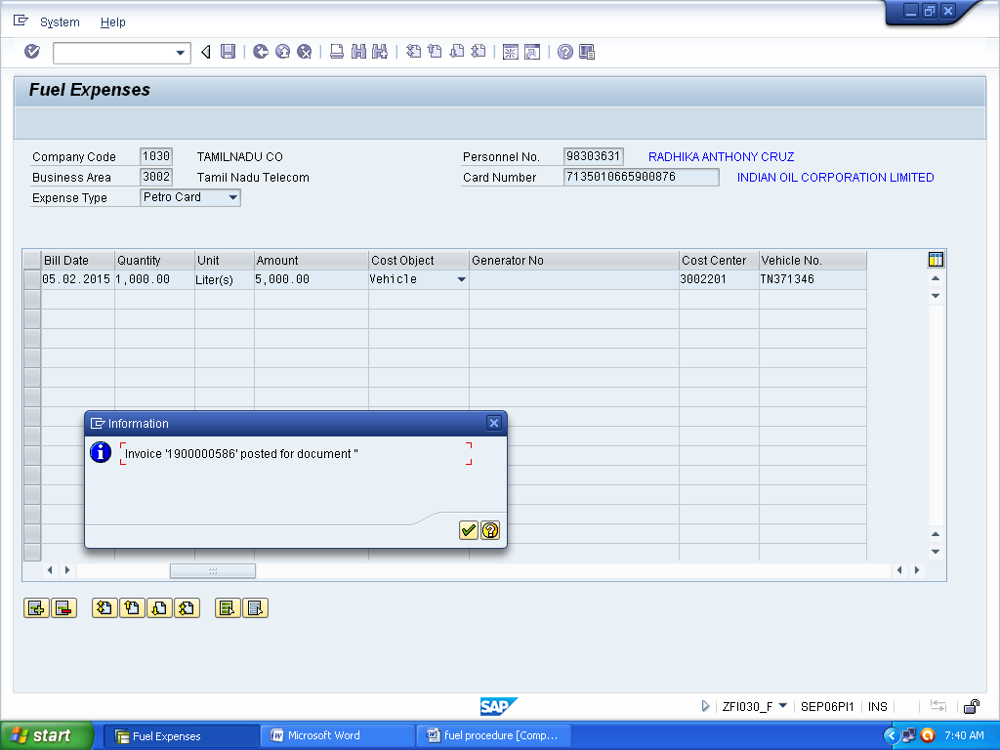 System Help
Fuel Expenses
Company Code 1030 TAMILNADU CO Personnel No. 98303631 RADHIKA ANTHONY CRUZ
Business Area 3002 Tamil Nadu Telecom Card Number 7135010665900876 INDIAN OIL CORPORATION LIMITED
Expense Type Petro Card
Bill Date Quantity Unit Amount Cost Object Generator No Cost Center Vehicle No.
05.02.2015 1,000.00 Liter(s) 5,000.00 Vehicle 3002201 TN371346
Information
Invoice '1900000586' posted for document ''
SAP ZFI030_F SEP06PI1 INS
start Fuel Expenses Microsoft Word fuel procedure [Comp... 7:40 AM